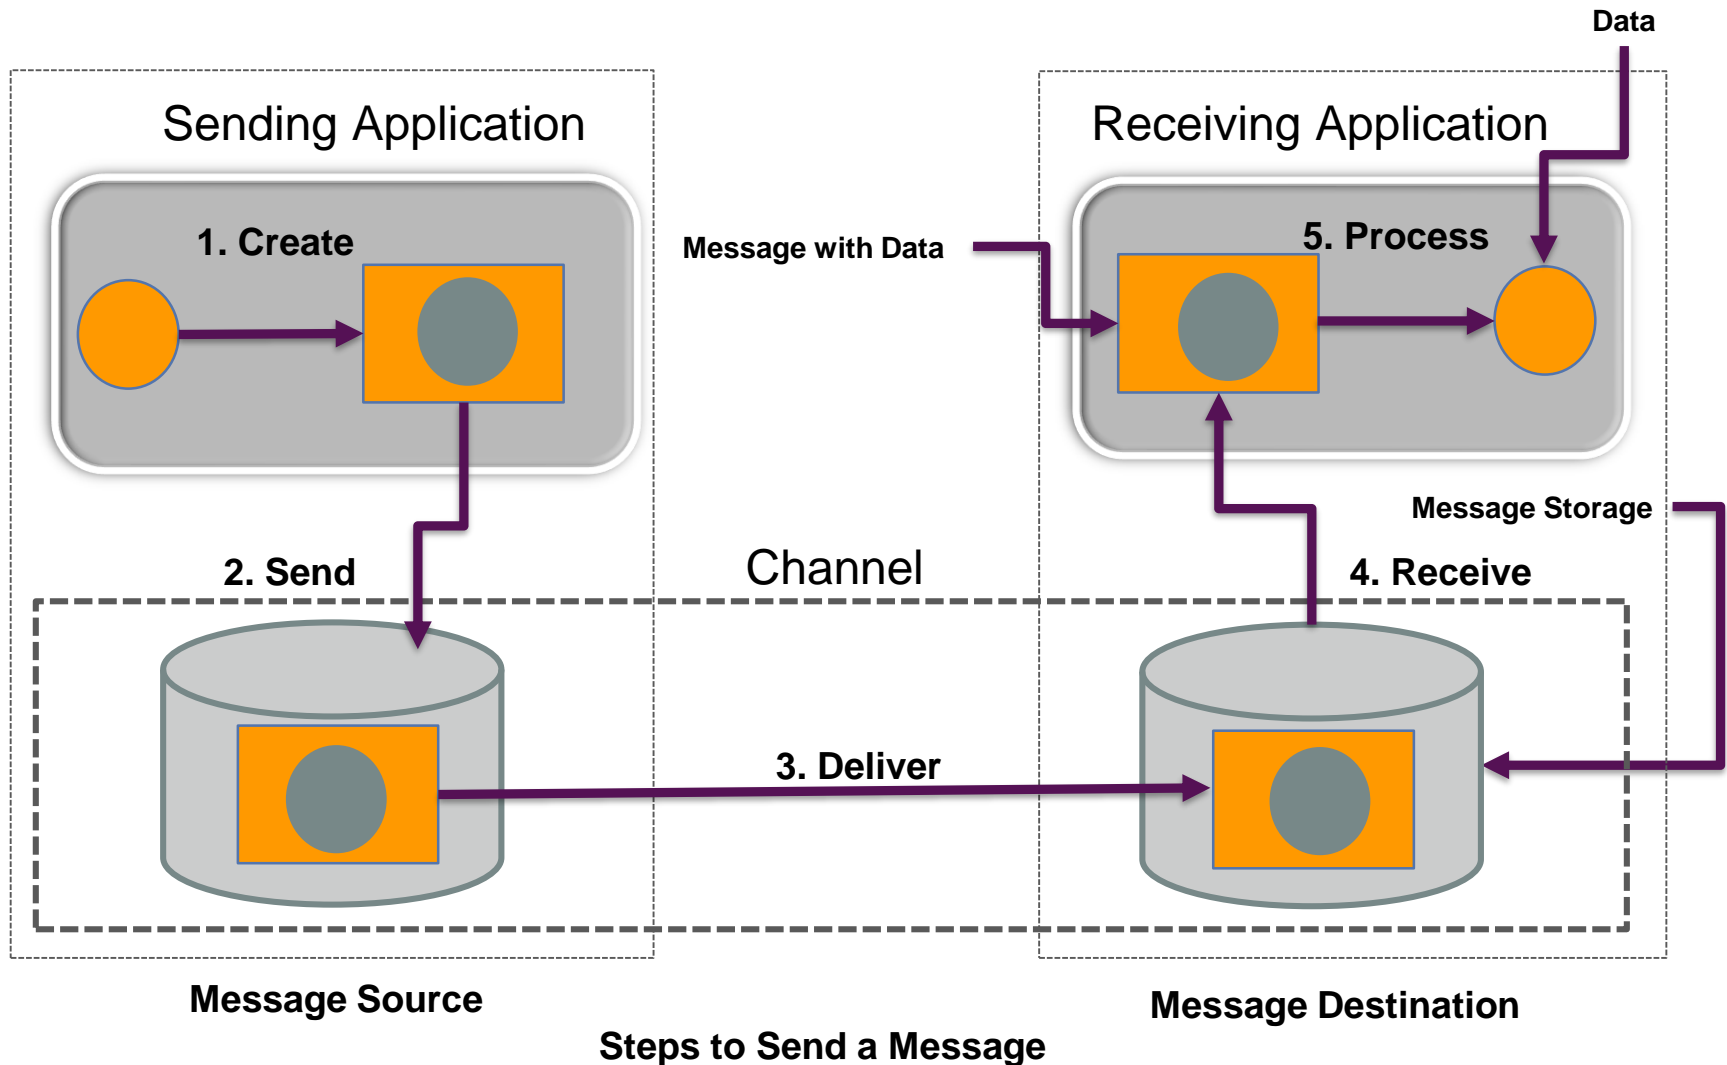 Data
Sending Application
Receiving Application
1. Create
Message with Data
5. Process
Message Storage
2. Send
Channel
4. Receive
3. Deliver
Message Source
Message Destination
Steps to Send a Message